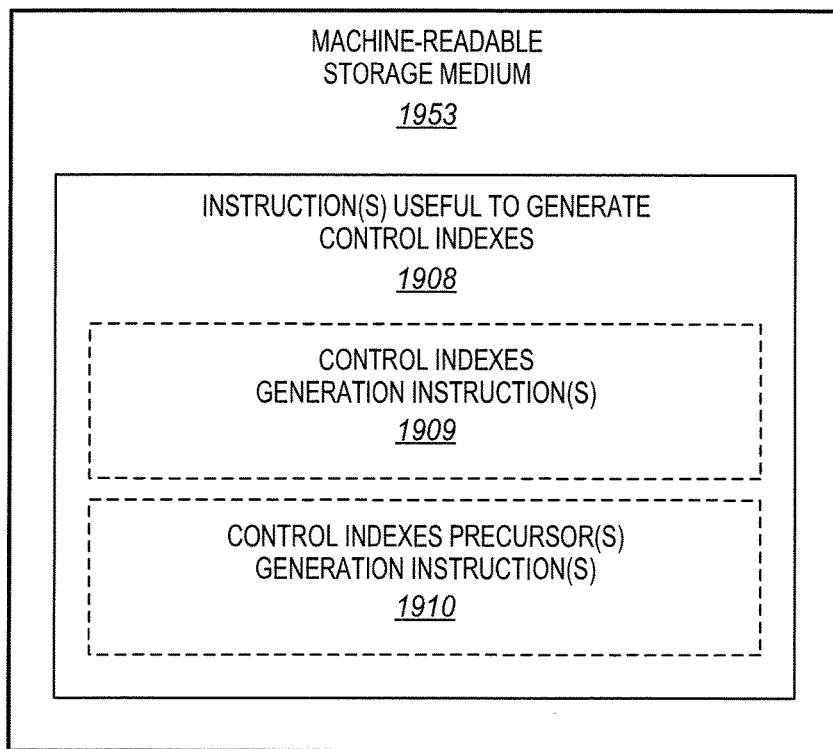 MACHINE-READABLE
STORAGE MEDIUM
1953
INSTRUCTION(S) USEFUL TO GENERATE
CONTROL INDEXES
1908
CONTROL INDEXES
GENERATION INSTRUCTION(S)
1909
CONTROL INDEXES PRECURSOR(S)
GENERATION INSTRUCTION(S)
1910